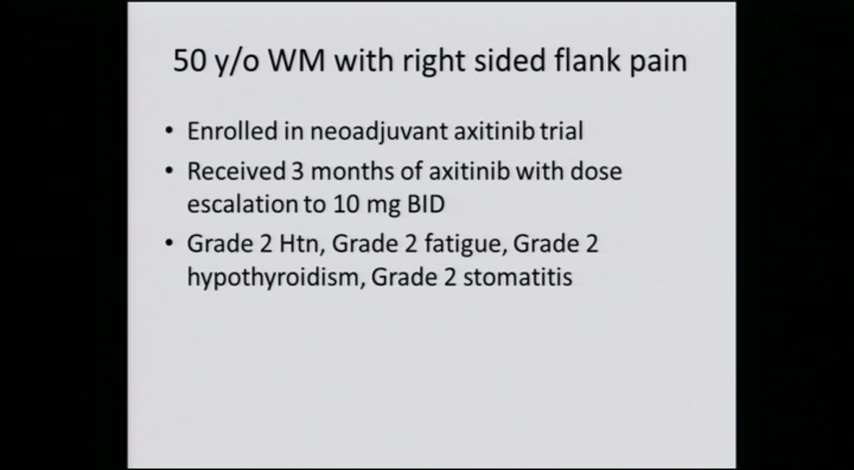 50 y/o WM with right sided flank pain
• Enrolled in neoadjuvant axitinib trial
• Received 3 months of axitinib with dose
escalation to 10 mg BID
• Grade 2 Htn, Grade 2 fatigue, Grade 2
hypothyroidism, Grade 2 stomatitis